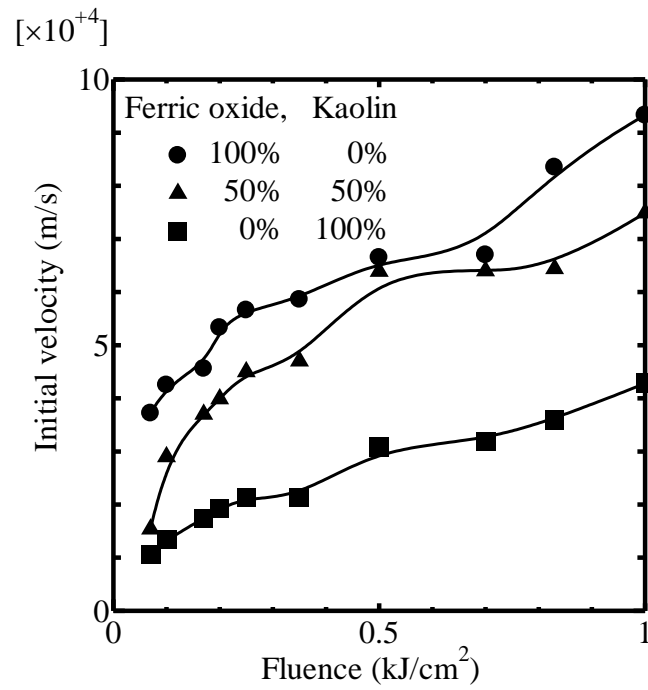 [×10⁺⁴]
10
Ferric oxide, Kaolin
● 100% 0%
▲ 50% 50%
■ 0% 100%
Initial velocity (m/s)
5
0
0 0.5 1
Fluence (kJ/cm²)